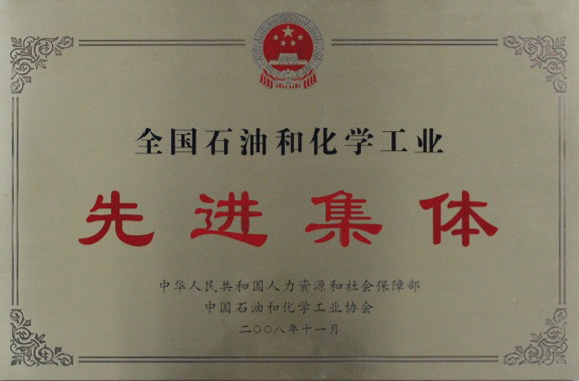 全国石油和化学工业
先进集体
中华人民共和国人力资源和社会保障部
中国石油和化学工业协会
二〇〇八年十一月